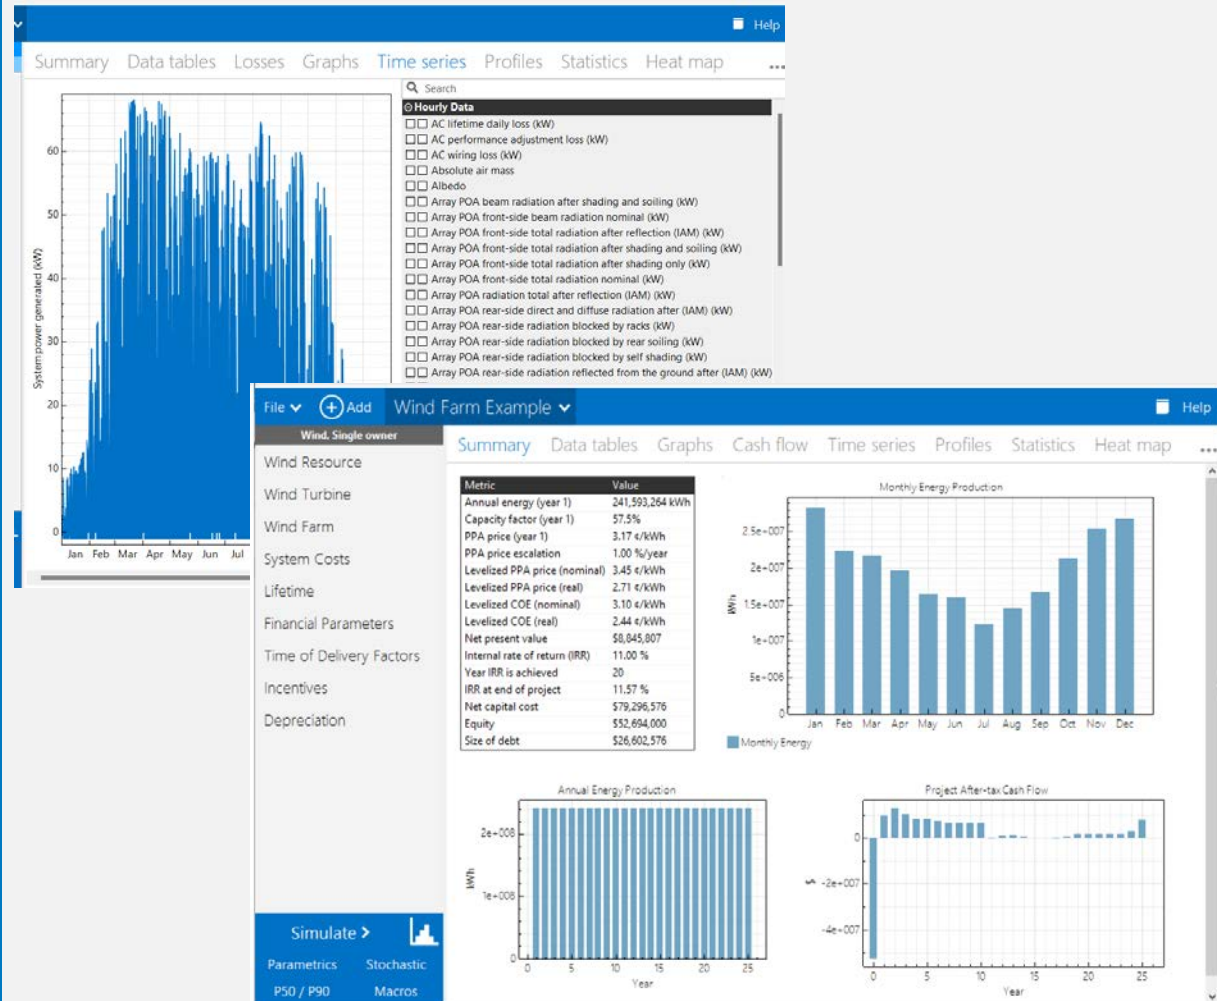 Help
Summary Data tables Losses Graphs Time series Profiles Statistics Heat map ...
Search
Hourly Data
AC lifetime daily loss (kW)
AC performance adjustment loss (kW)
AC wiring loss (kW)
Absolute air mass
Albedo
Array POA beam radiation after shading and soiling (kW)
Array POA front-side beam radiation nominal (kW)
Array POA front-side total radiation after reflection (IAM) (kW)
Array POA front-side total radiation after shading and soiling (kW)
Array POA front-side total radiation after shading only (kW)
Array POA front-side total radiation nominal (kW)
Array POA radiation total after reflection (IAM) (kW)
Array POA rear-side direct and diffuse radiation after (IAM) (kW)
Array POA rear-side radiation blocked by racks (kW)
Array POA rear-side radiation blocked by rear soiling (kW)
Array POA rear-side radiation blocked by self shading (kW)
Array POA rear-side radiation reflected from the ground after (IAM) (kW)
System power generated (kW)
60
50
40
30
20
10
0
Jan Feb Mar Apr May Jun Jul
File Add Wind Farm Example Help
Wind, Single owner
Wind Resource
Wind Turbine
Wind Farm
System Costs
Lifetime
Financial Parameters
Time of Delivery Factors
Incentives
Depreciation
Simulate >
Parametrics Stochastic
P50 / P90 Macros
Summary Data tables Graphs Cash flow Time series Profiles Statistics Heat map ...
Metric Value
Annual energy (year 1) 241,593,264 kWh
Capacity factor (year 1) 57.5%
PPA price (year 1) 3.17 ¢/kWh
PPA price escalation 1.00 %/year
Levelized PPA price (nominal) 3.45 ¢/kWh
Levelized PPA price (real) 2.71 ¢/kWh
Levelized COE (nominal) 3.10 ¢/kWh
Levelized COE (real) 2.44 ¢/kWh
Net present value $8,845,807
Internal rate of return (IRR) 11.00 %
Year IRR is achieved 20
IRR at end of project 11.57 %
Net capital cost $79,296,576
Equity $52,694,000
Size of debt $26,602,576
Monthly Energy Production
kWh
2.5e+007
2e+007
1.5e+007
1e+007
5e+006
0
Jan Feb Mar Apr May Jun Jul Aug Sep Oct Nov Dec
Monthly Energy
Annual Energy Production
kWh
2e+008
1e+008
0
0 5 10 15 20 25
Year
Project After-tax Cash Flow
$
0
-2e+007
-4e+007
0 5 10 15 20 25
Year